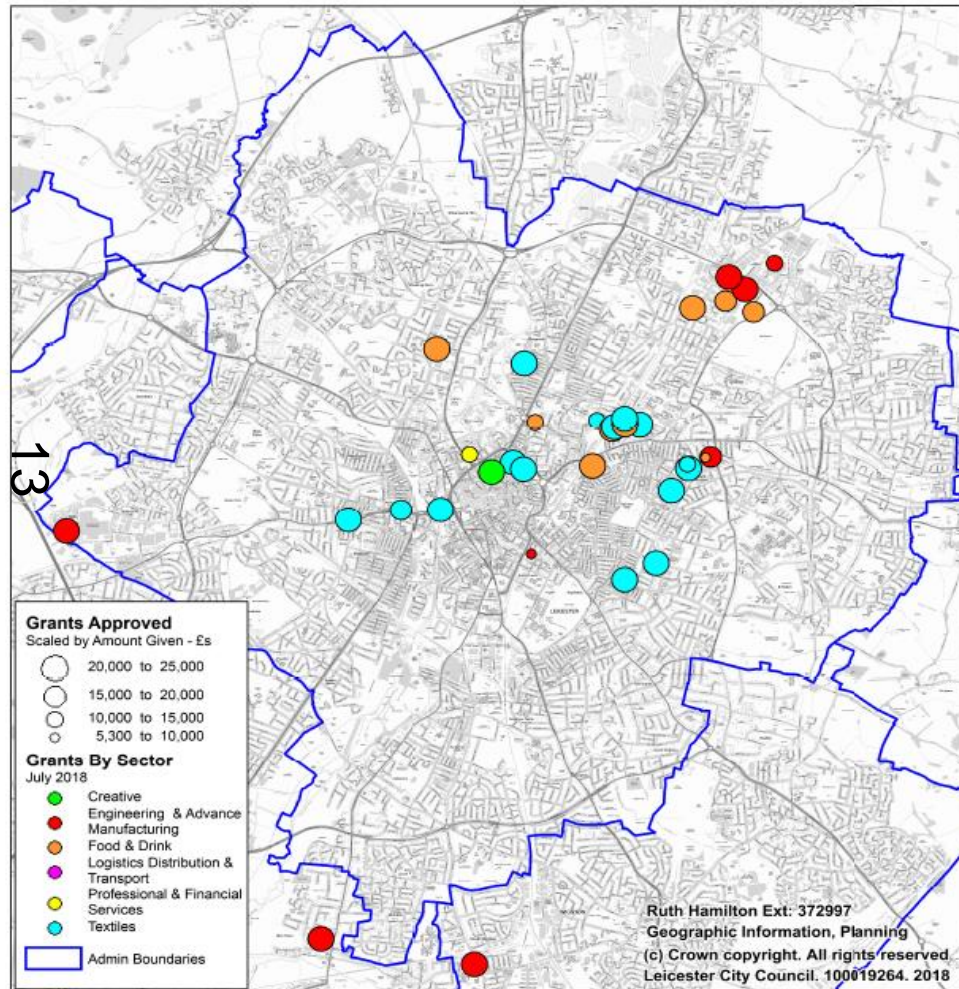 13
Grants Approved
Scaled by Amount Given - £s
20,000 to 25,000
15,000 to 20,000
10,000 to 15,000
5,300 to 10,000
Grants By Sector
July 2018
Creative
Engineering & Advance
Manufacturing
Food & Drink
Logistics Distribution &
Transport
Professional & Financial
Services
Textiles
Admin Boundaries
LEICESTER
Ruth Hamilton Ext: 372997
Geographic Information, Planning
(c) Crown copyright. All rights reserved
Leicester City Council. 100019264. 2018